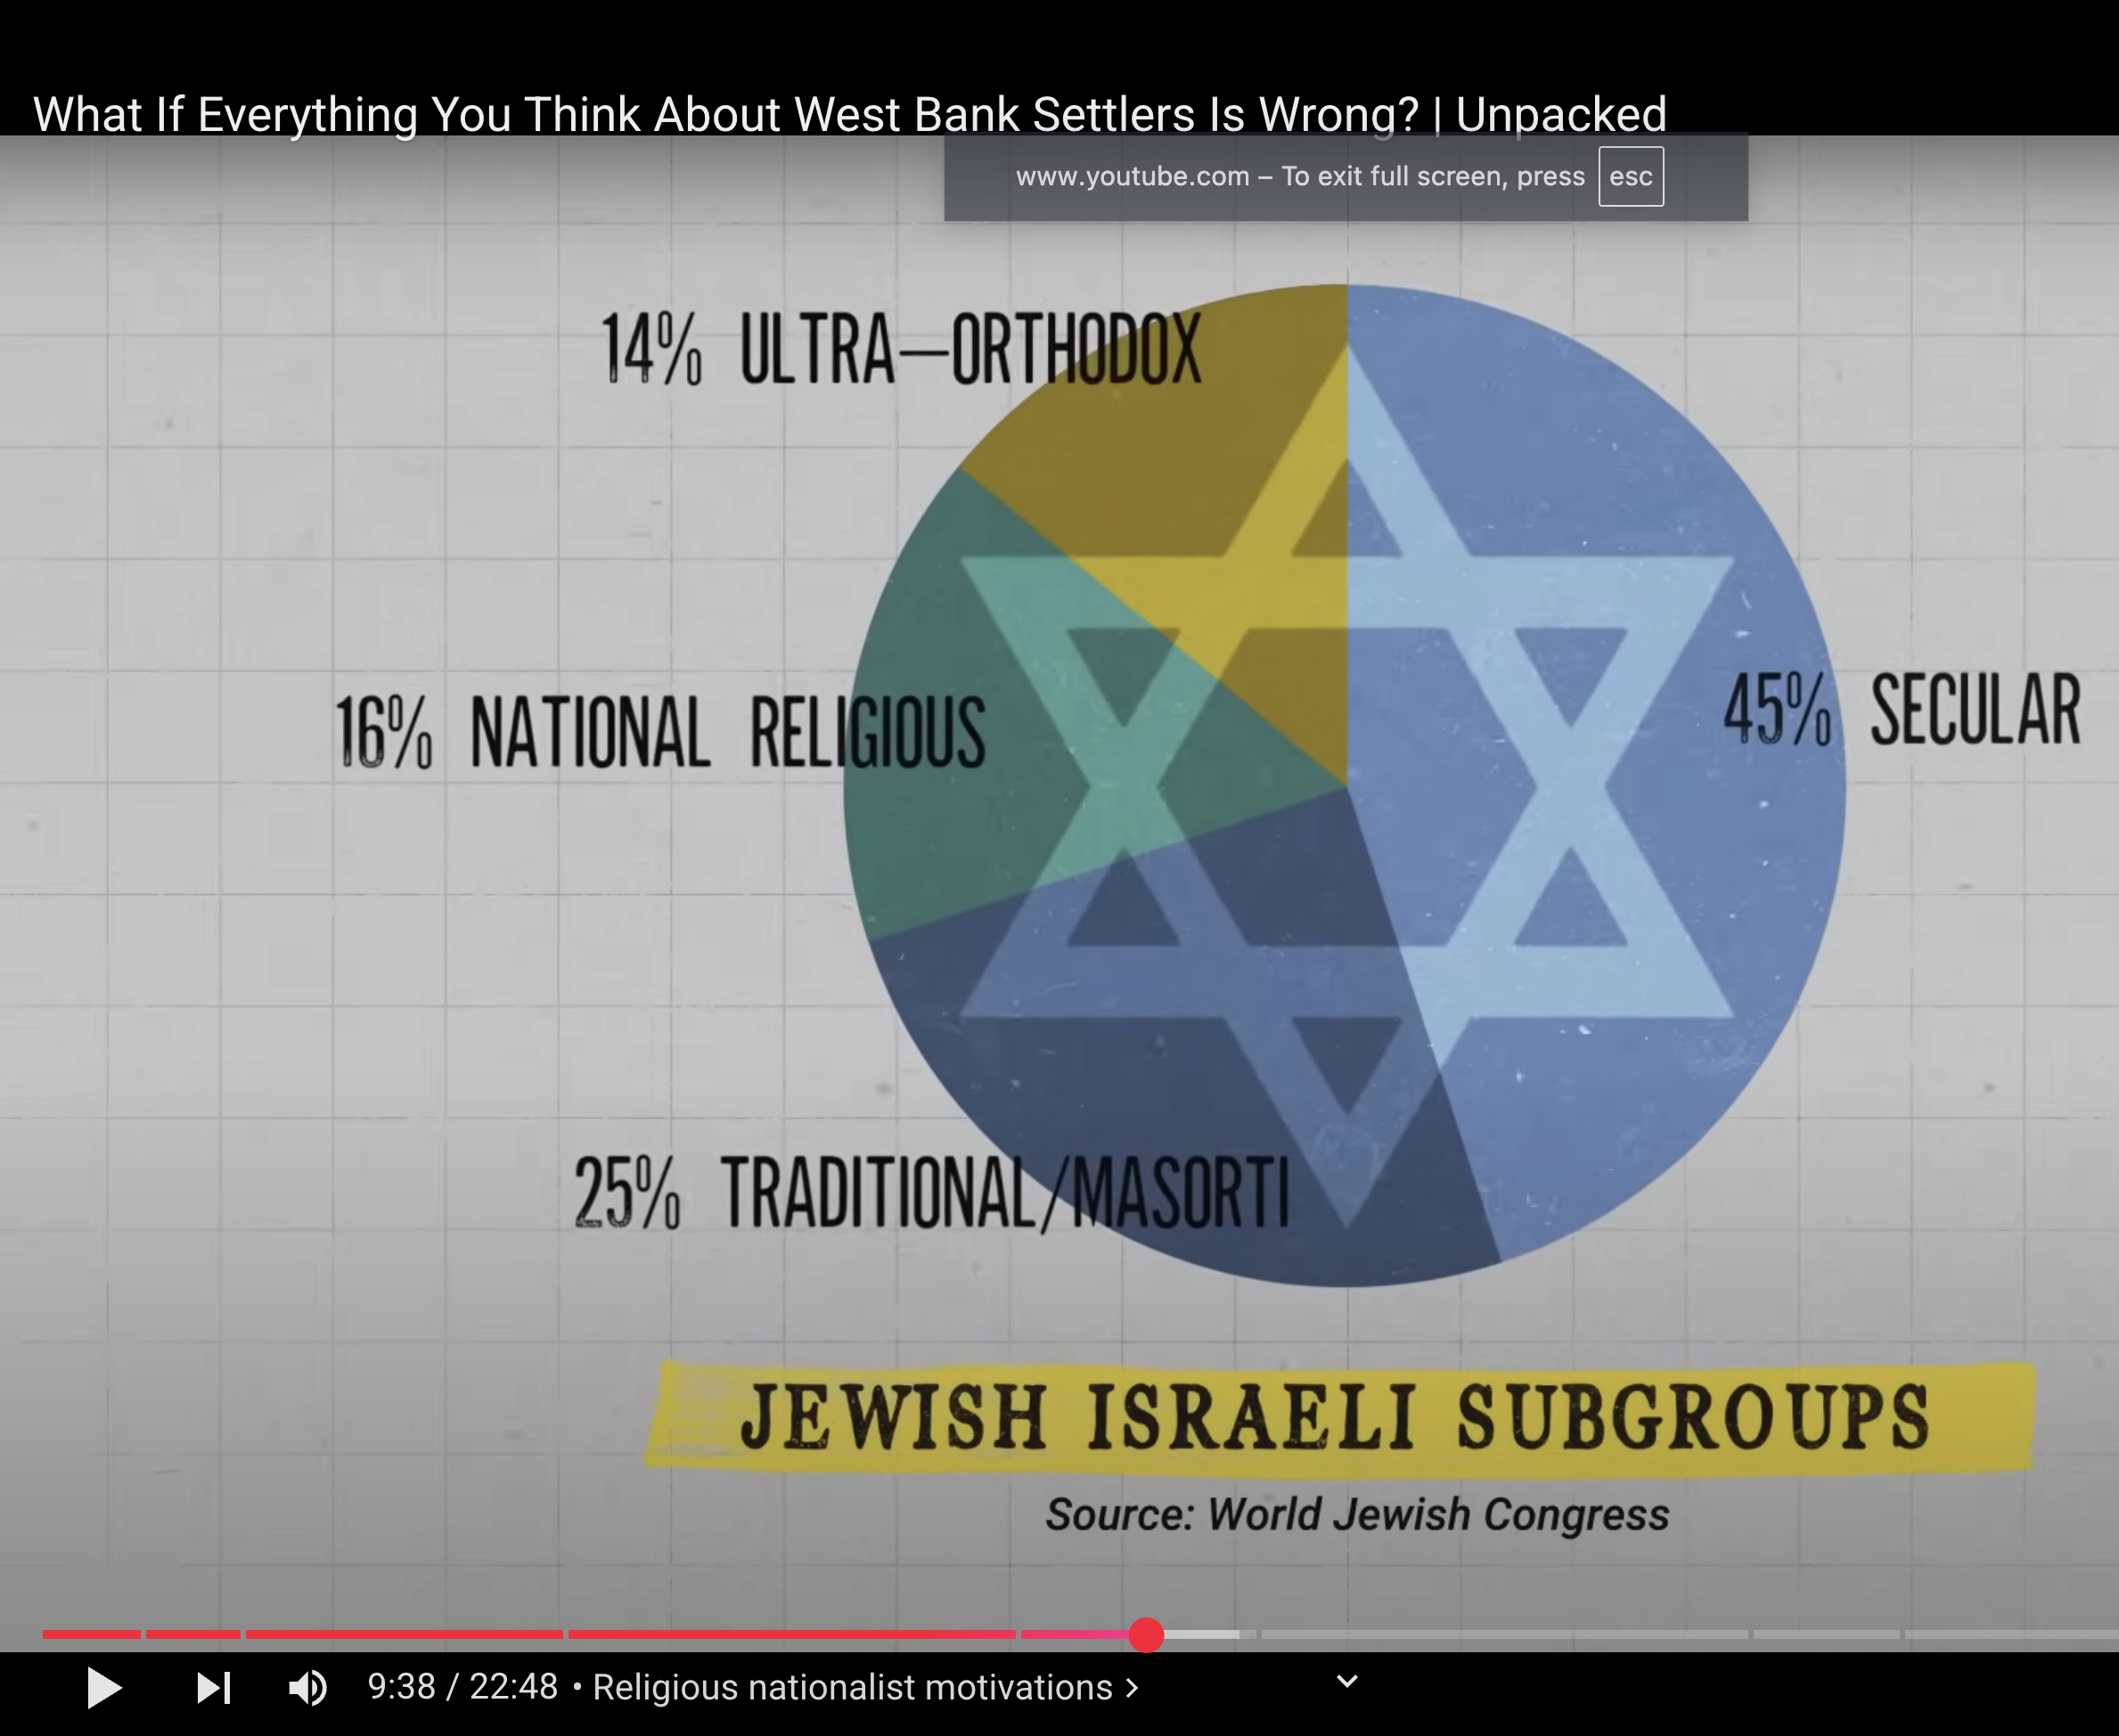 What If Everything You Think About West Bank Settlers Is Wrong? | Unpacked
www.youtube.com – To exit full screen, press esc
14% ULTRA–ORTHODOX
16% NATIONAL RELIGIOUS
45% SECULAR
25% TRADITIONAL/MASORTI
JEWISH ISRAELI SUBGROUPS
Source: World Jewish Congress
9:38 / 22:48 • Religious nationalist motivations >